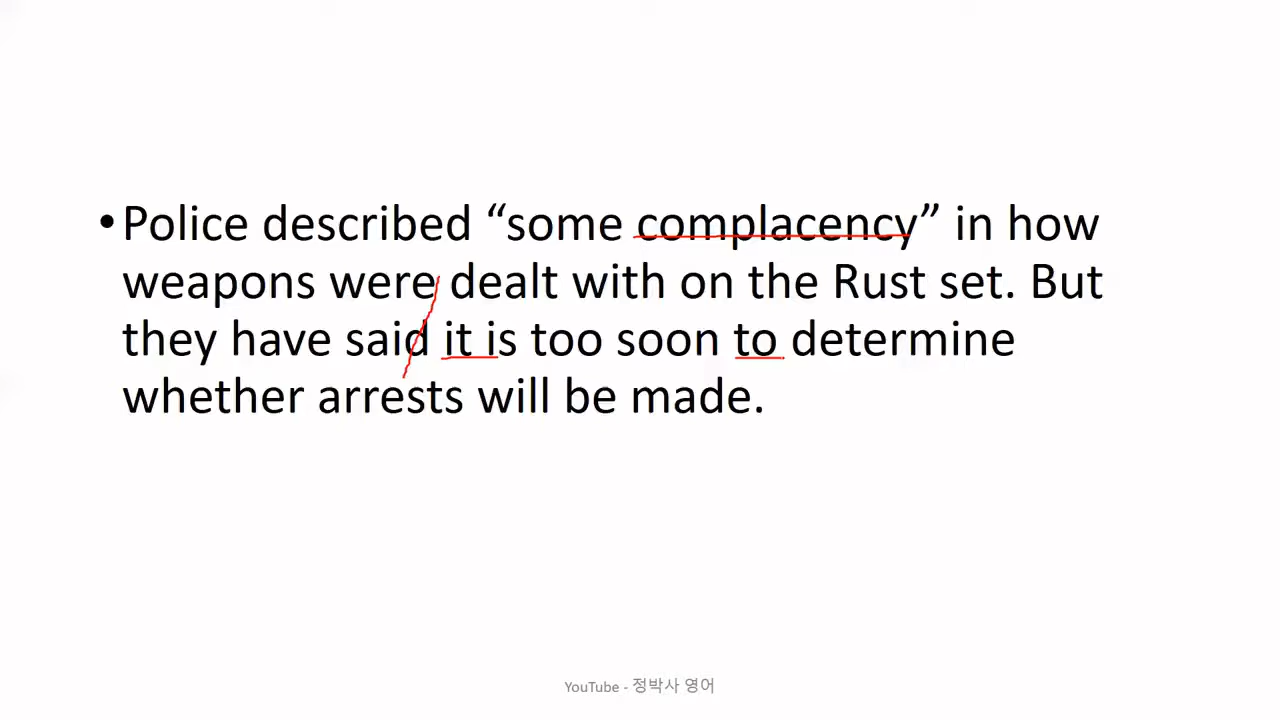 •Police described “some complacency” in how
weapons were dealt with on the Rust set. But
they have said it is too soon to determine
whether arrests will be made.
YouTube - 정박사 영어